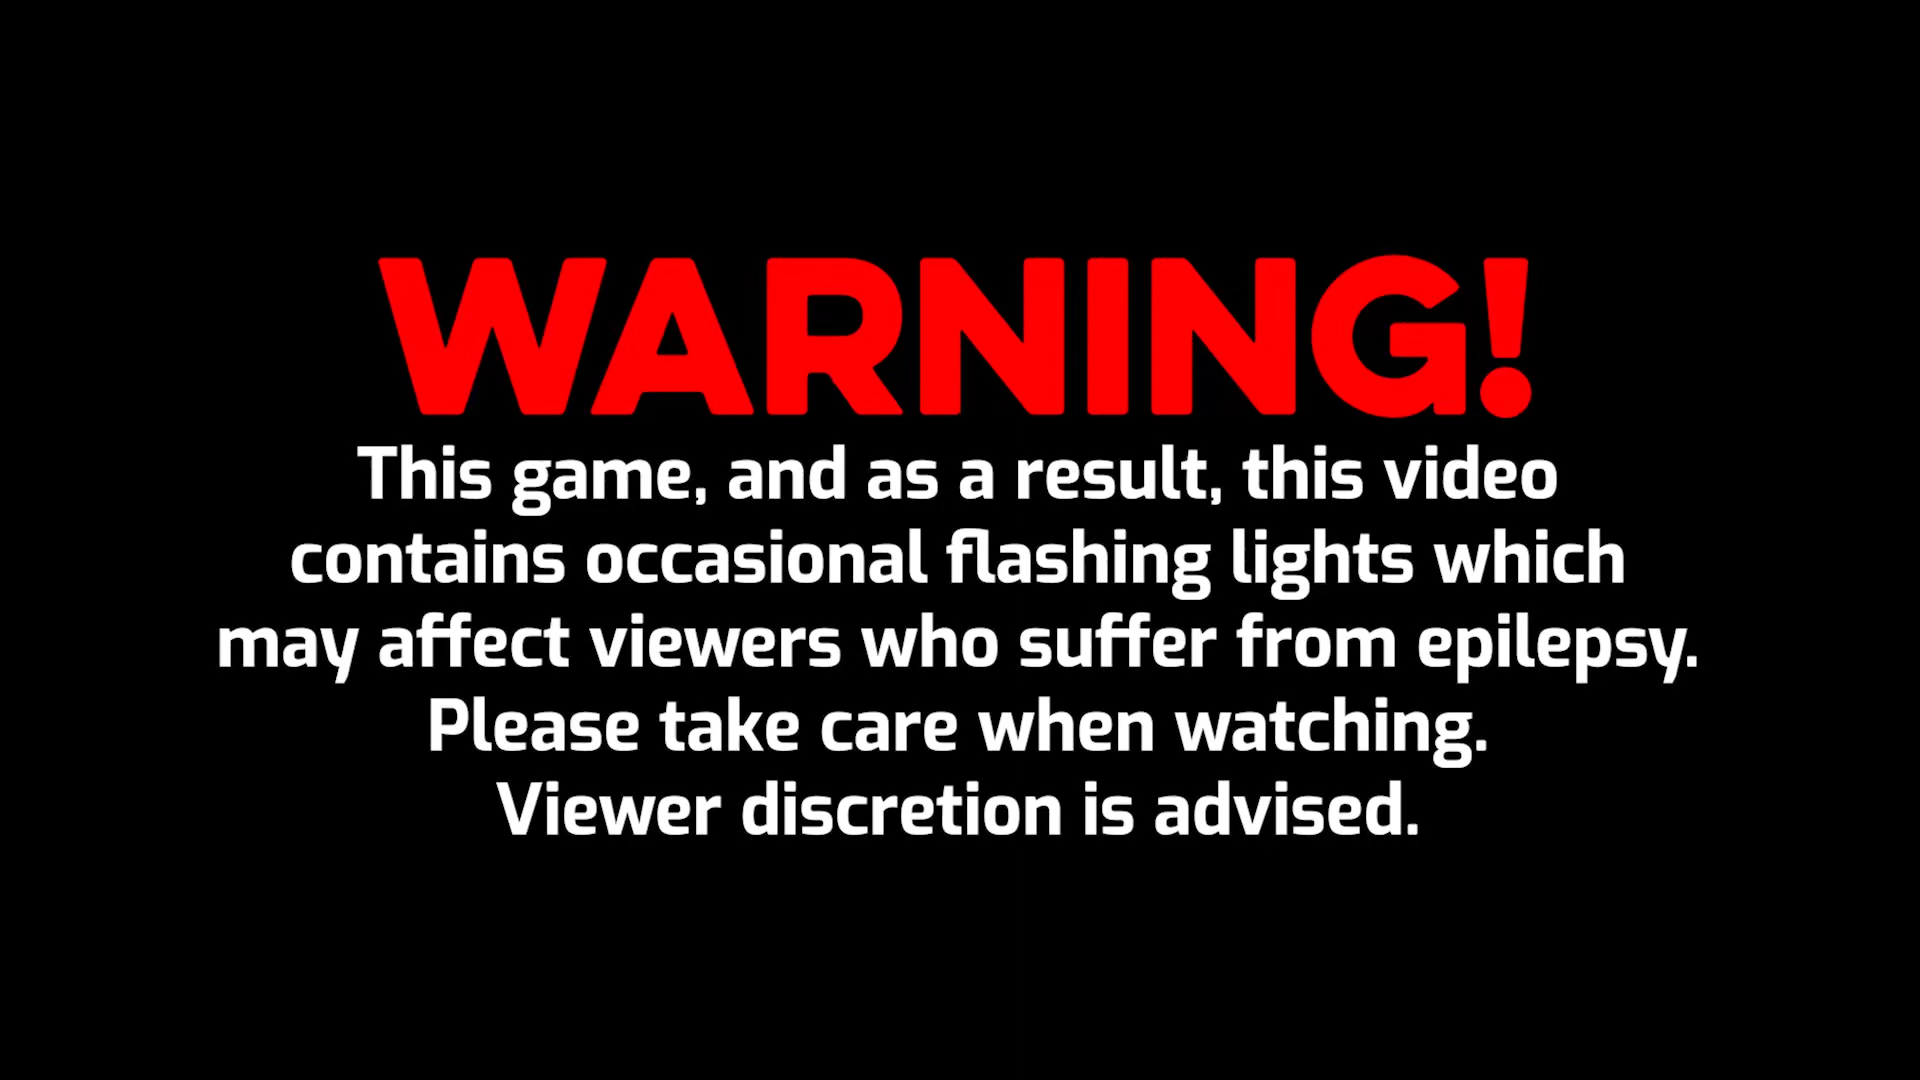 WARNING!
This game, and as a result, this video
contains occasional flashing lights which
may affect viewers who suffer from epilepsy.
Please take care when watching.
Viewer discretion is advised.